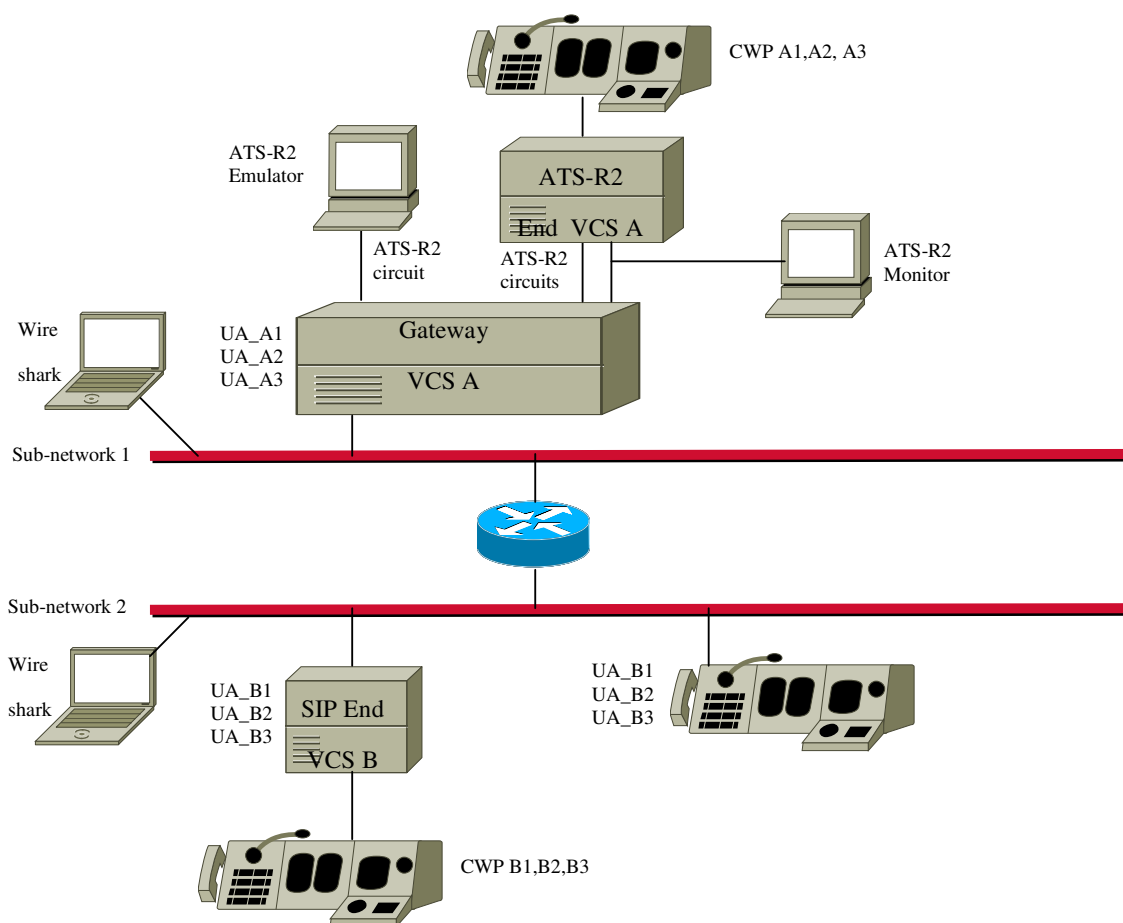 CWP A1,A2, A3
ATS-R2
Emulator
ATS-R2
End VCS A
ATS-R2
circuit
ATS-R2
circuits
ATS-R2
Monitor
Wire
shark
UA_A1
UA_A2
UA_A3
Gateway
VCS A
Sub-network 1
Sub-network 2
Wire
shark
UA_B1
UA_B2
UA_B3
SIP End
VCS B
UA_B1
UA_B2
UA_B3
CWP B1,B2,B3